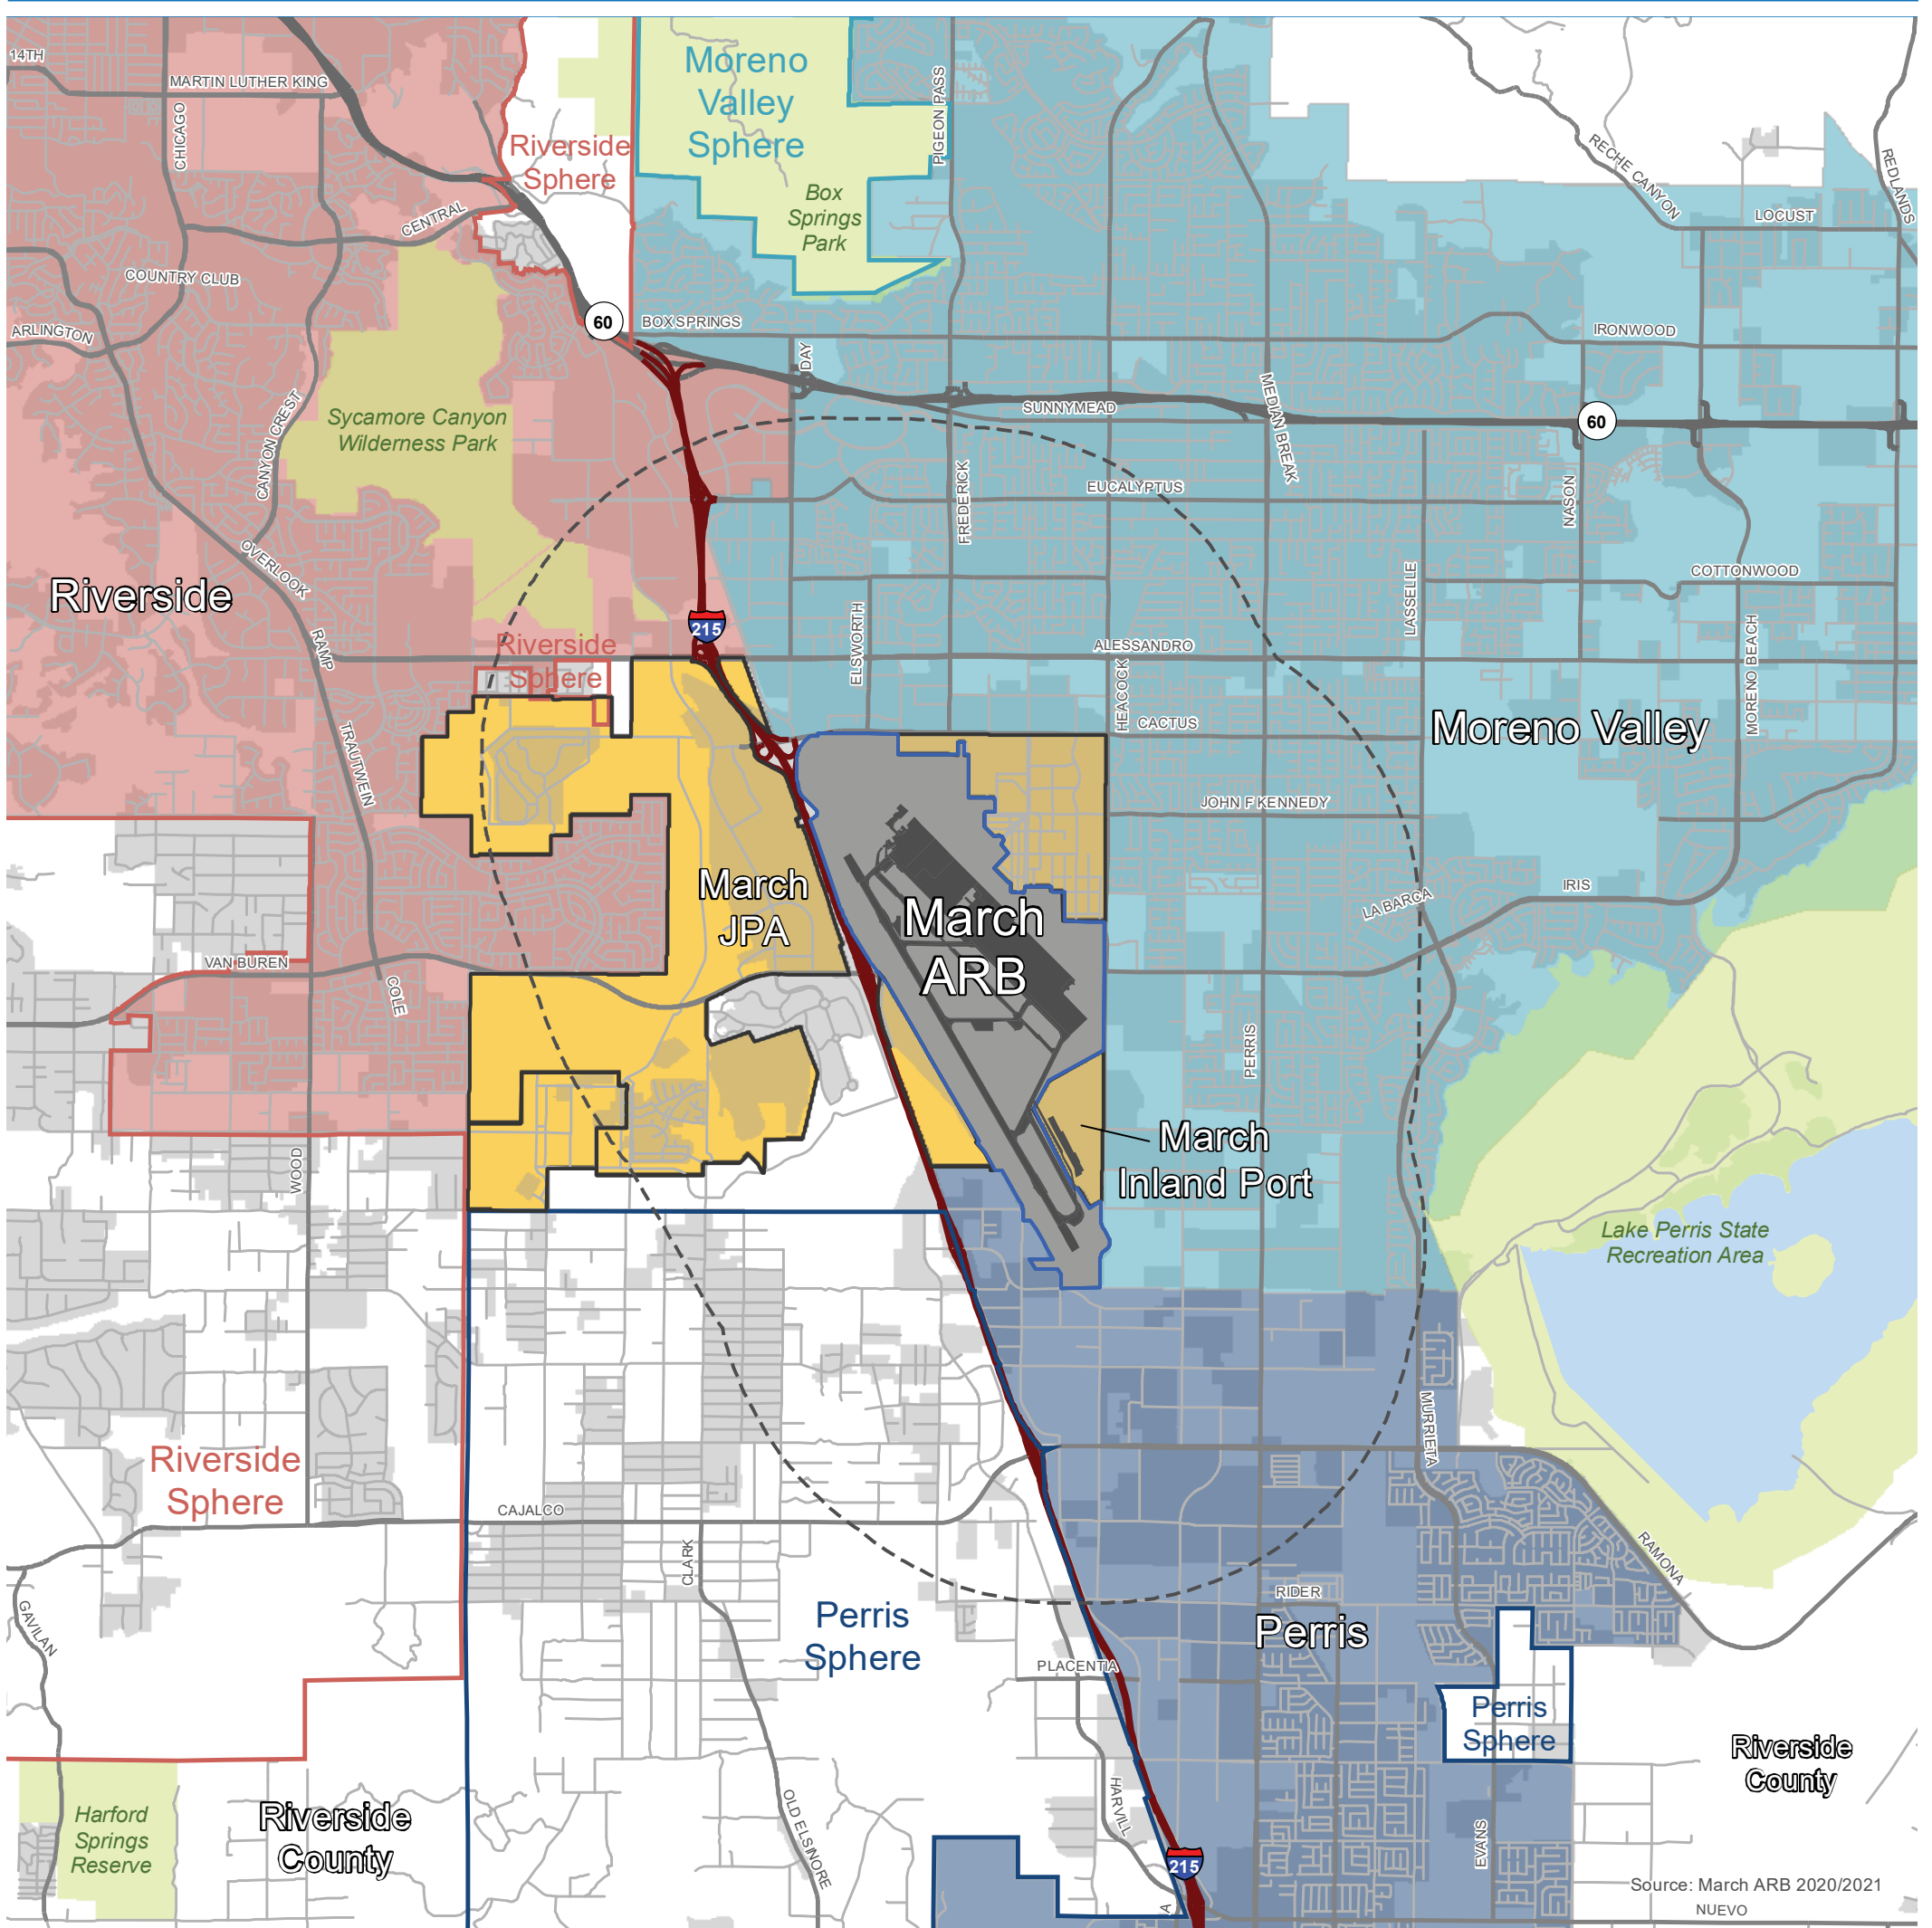 14TH
MARTIN LUTHER KING
CHICAGO
Riverside
Sphere
Moreno
Valley
Sphere
PIGEON PASS
Box
Springs
Park
RECHE CANYON
REDLANDS
LOCUST
CENTRAL
COUNTRY CLUB
ARLINGTON
60
BOX SPRINGS
IRONWOOD
DAY
CANYON CREST
Sycamore Canyon
Wilderness Park
SUNNYMEAD
MEDIAN BREAK
60
EUCALYPTUS
FREDERICK
NASON
OVERLOOK
COTTONWOOD
Riverside
LASSELLE
215
RAMP
Riverside
Sphere
ELSWORTH
ALESSANDRO
HEACOCK
MORENO BEACH
CACTUS
Moreno Valley
TRAUTWEIN
JOHN F KENNEDY
March
JPA
March
ARB
LA BARCA
IRIS
VAN BUREN
COLE
PERRIS
March
Inland Port
WOOD
Lake Perris State
Recreation Area
MURRIETA
Riverside
Sphere
CAJALCO
CLARK
RAMONA
RIDER
GAVILAN
Perris
Sphere
Perris
PLACENTIA
Perris
Sphere
Riverside
County
HARVILL
OLD ELSINORE
Harford
Springs
Reserve
Riverside
County
EVANS
215
Source: March ARB 2020/2021
A
NUEVO